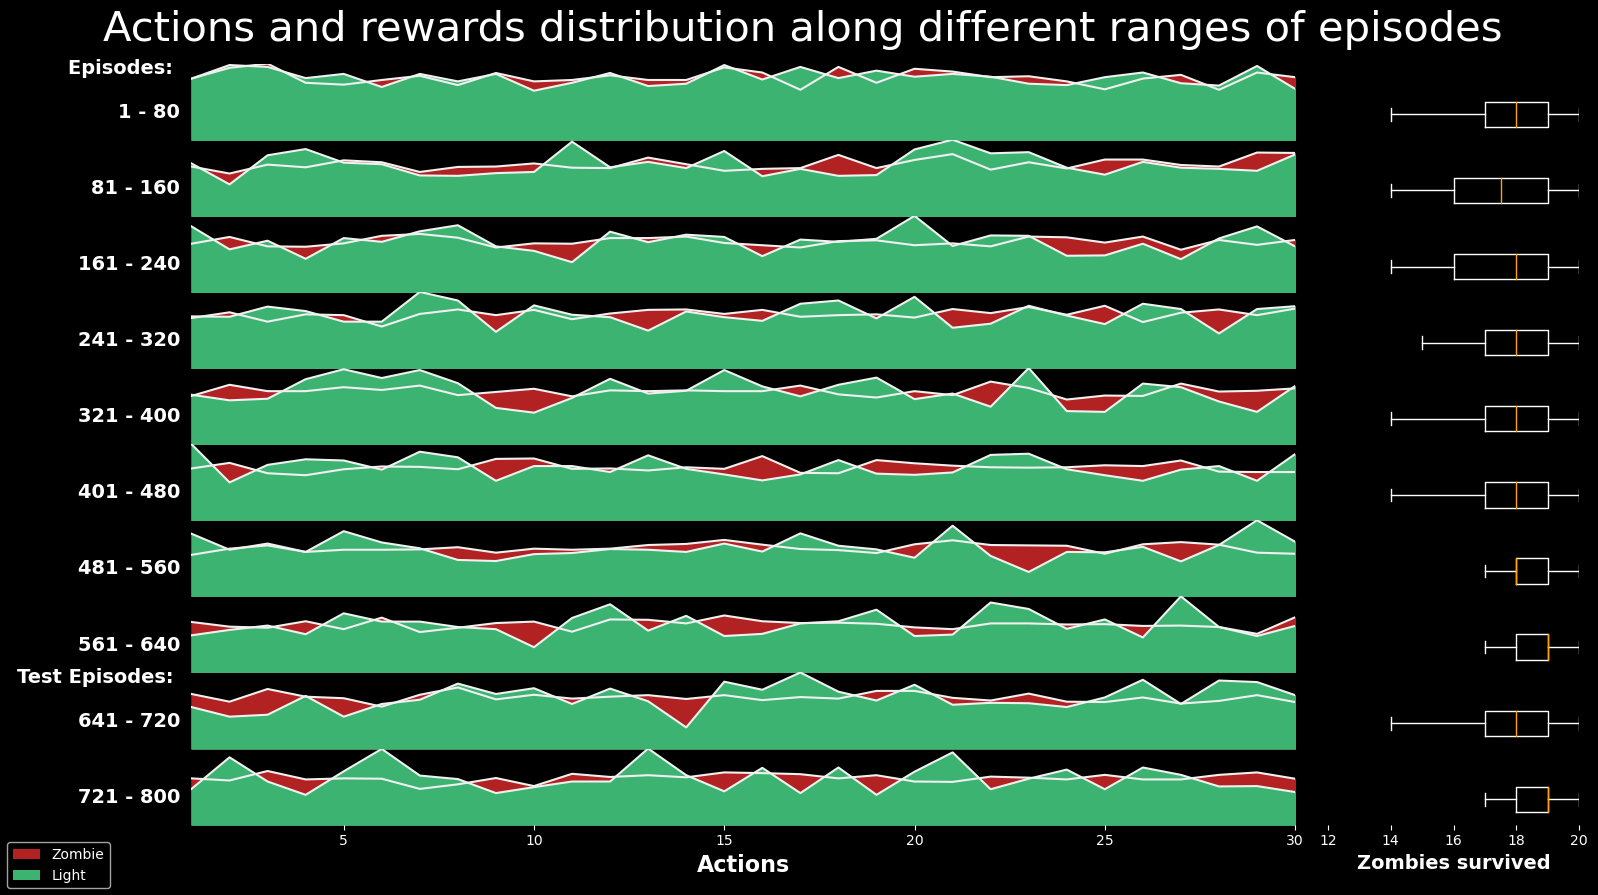 Actions and rewards distribution along different ranges of episodes
Episodes:
1 - 80
81 - 160
161 - 240
241 - 320
321 - 400
401 - 480
481 - 560
561 - 640
Test Episodes:
641 - 720
721 - 800
5 10 15 20 25 30 12 14 16 18 20
Actions
Zombies survived
Zombie
Light